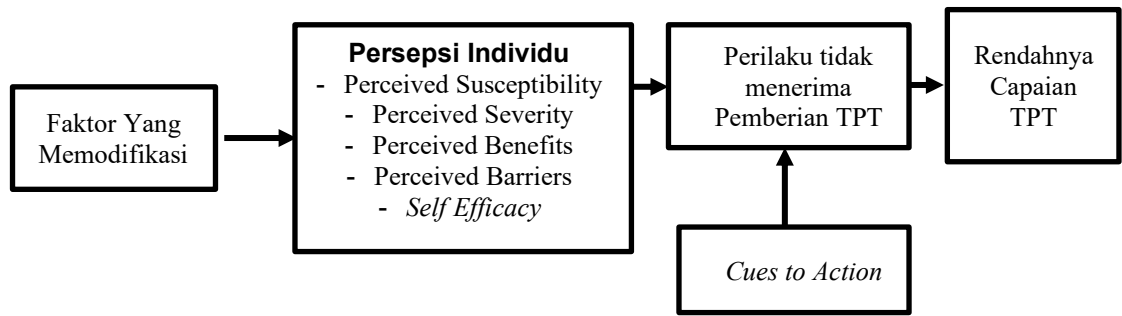 Faktor Yang
Memodifikasi
Persepsi Individu
- Perceived Susceptibility
- Perceived Severity
- Perceived Benefits
- Perceived Barriers
- Self Efficacy
Perilaku tidak
menerima
Pemberian TPT
Rendahnya
Capaian
TPT
Cues to Action